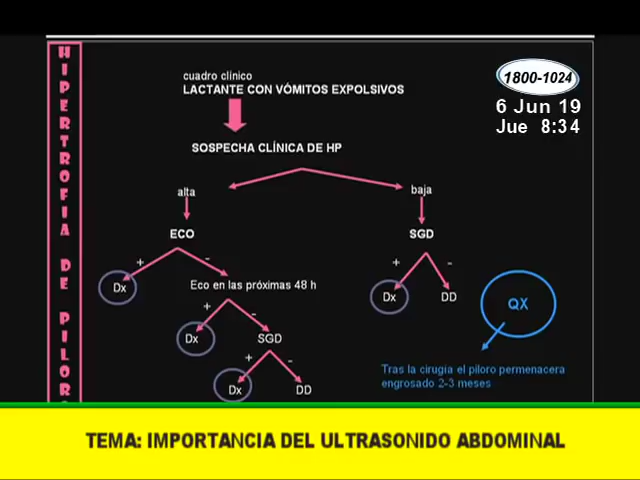 HIPERTROFIA DE PILOR
cuadro clínico
LACTANTE CON VÓMITOS EXPOLSIVOS
1800-1024
6 Jun 19
Jue 8:34
SOSPECHA CLÍNICA DE HP
alta
baja
ECO
SGD
+ -
+ -
Dx
Eco en las próximas 48 h
Dx
DD
QX
+ -
Dx
SGD
+ -
Dx
DD
Tras la cirugia el piloro permenacera
engrosado 2-3 meses
TEMA: IMPORTANCIA DEL ULTRASONIDO ABDOMINAL